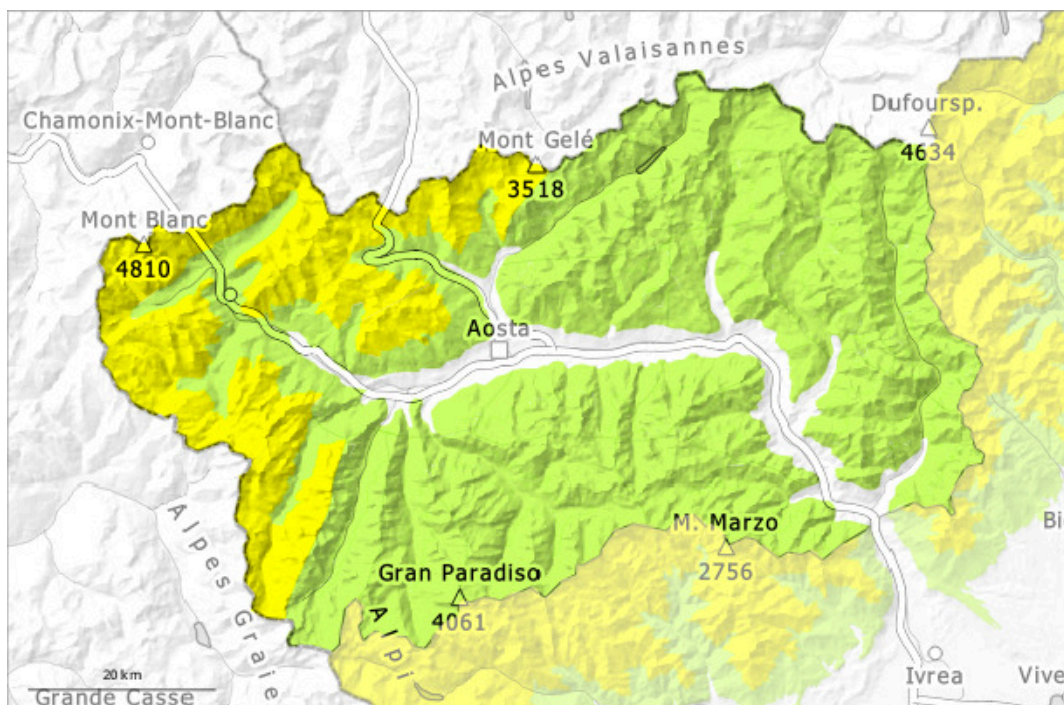 Alpes Valaisannes
Dufoursp.
4634
Chamonix-Mont-Blanc
Mont Gelé
3518
Mont Blanc
4810
Aosta
M. Marzo
2756
Gran Paradiso
4061
Alpi
Alpes Graie
20 km
Grande Casse
Ivrea
Bi
Vive